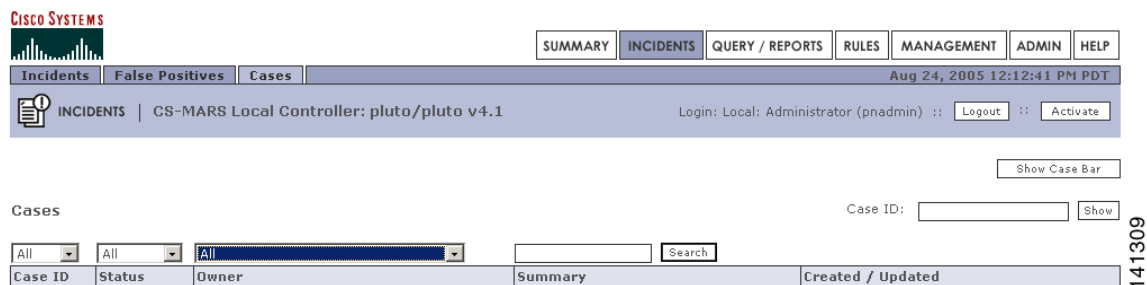 CISCO SYSTEMS
SUMMARY INCIDENTS QUERY / REPORTS RULES MANAGEMENT ADMIN HELP
Incidents False Positives Cases Aug 24, 2005 12:12:41 PM PDT
INCIDENTS | CS-MARS Local Controller: pluto/pluto v4.1 Login: Local: Administrator (pnadmin) :: Logout :: Activate
Show Case Bar
Cases Case ID: Show
All All All Search
Case ID Status Owner Summary Created / Updated
141309